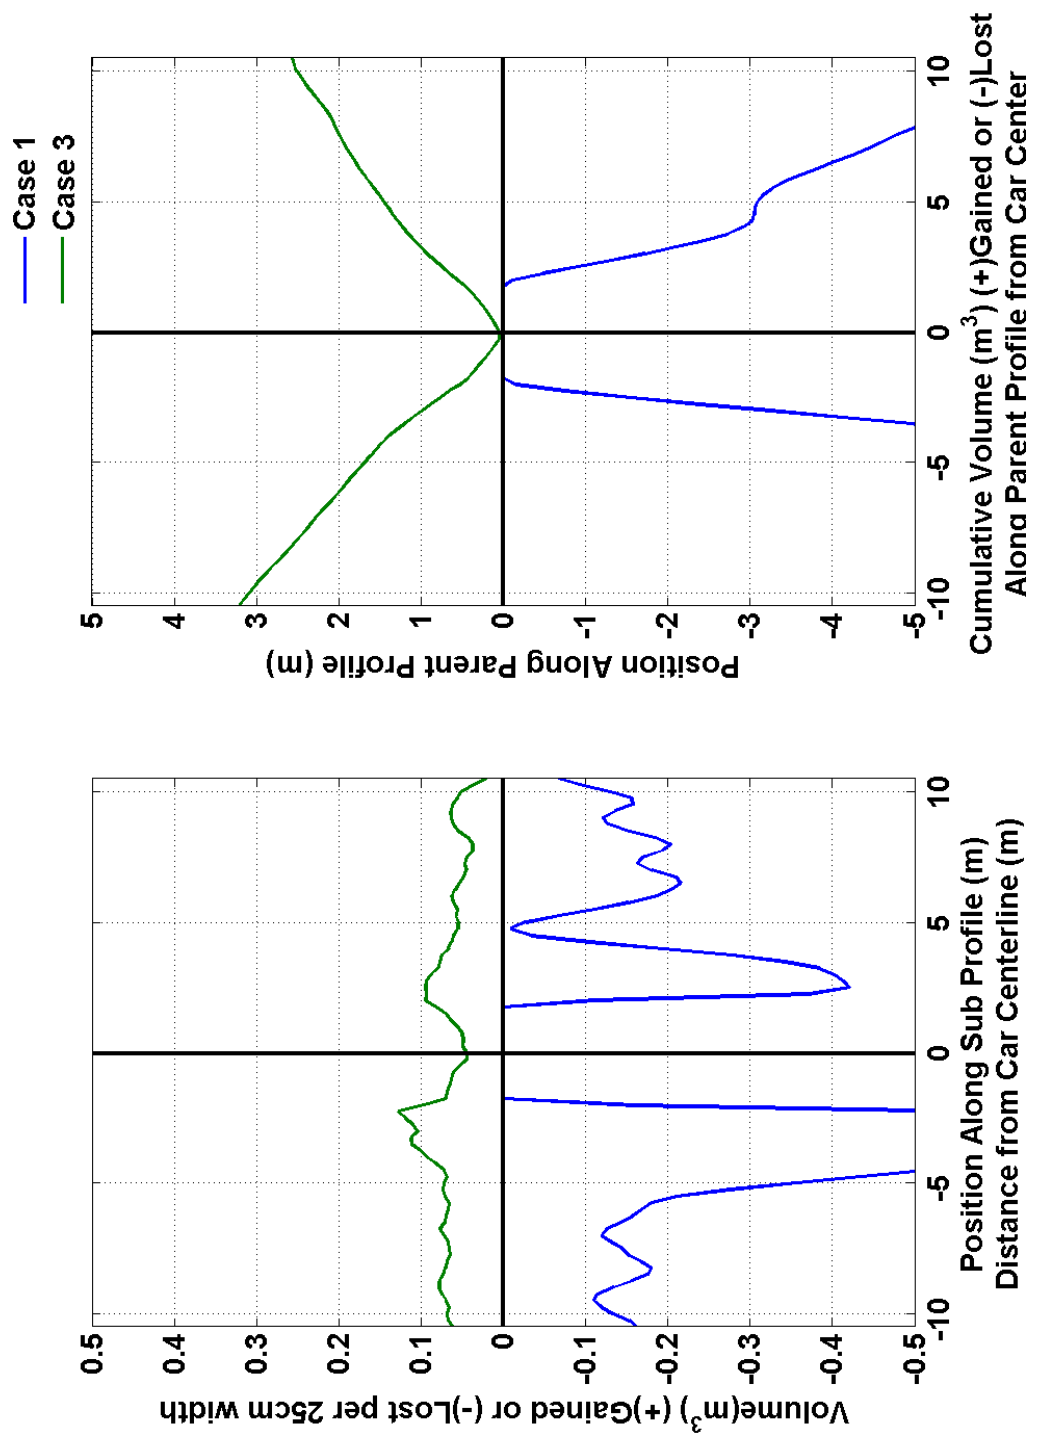 Case 1
Case 3
Volume(m³) (+)Gained or (-)Lost per 25cm width
0.5
0.4
0.3
0.2
0.1
0
-0.1
-0.2
-0.3
-0.4
-0.5
-10 -5 0 5 10
Position Along Sub Profile (m)
Distance from Car Centerline (m)
Position Along Parent Profile (m)
5
4
3
2
1
0
-1
-2
-3
-4
-5
-10 -5 0 5 10
Cumulative Volume (m³) (+)Gained or (-)Lost
Along Parent Profile from Car Center